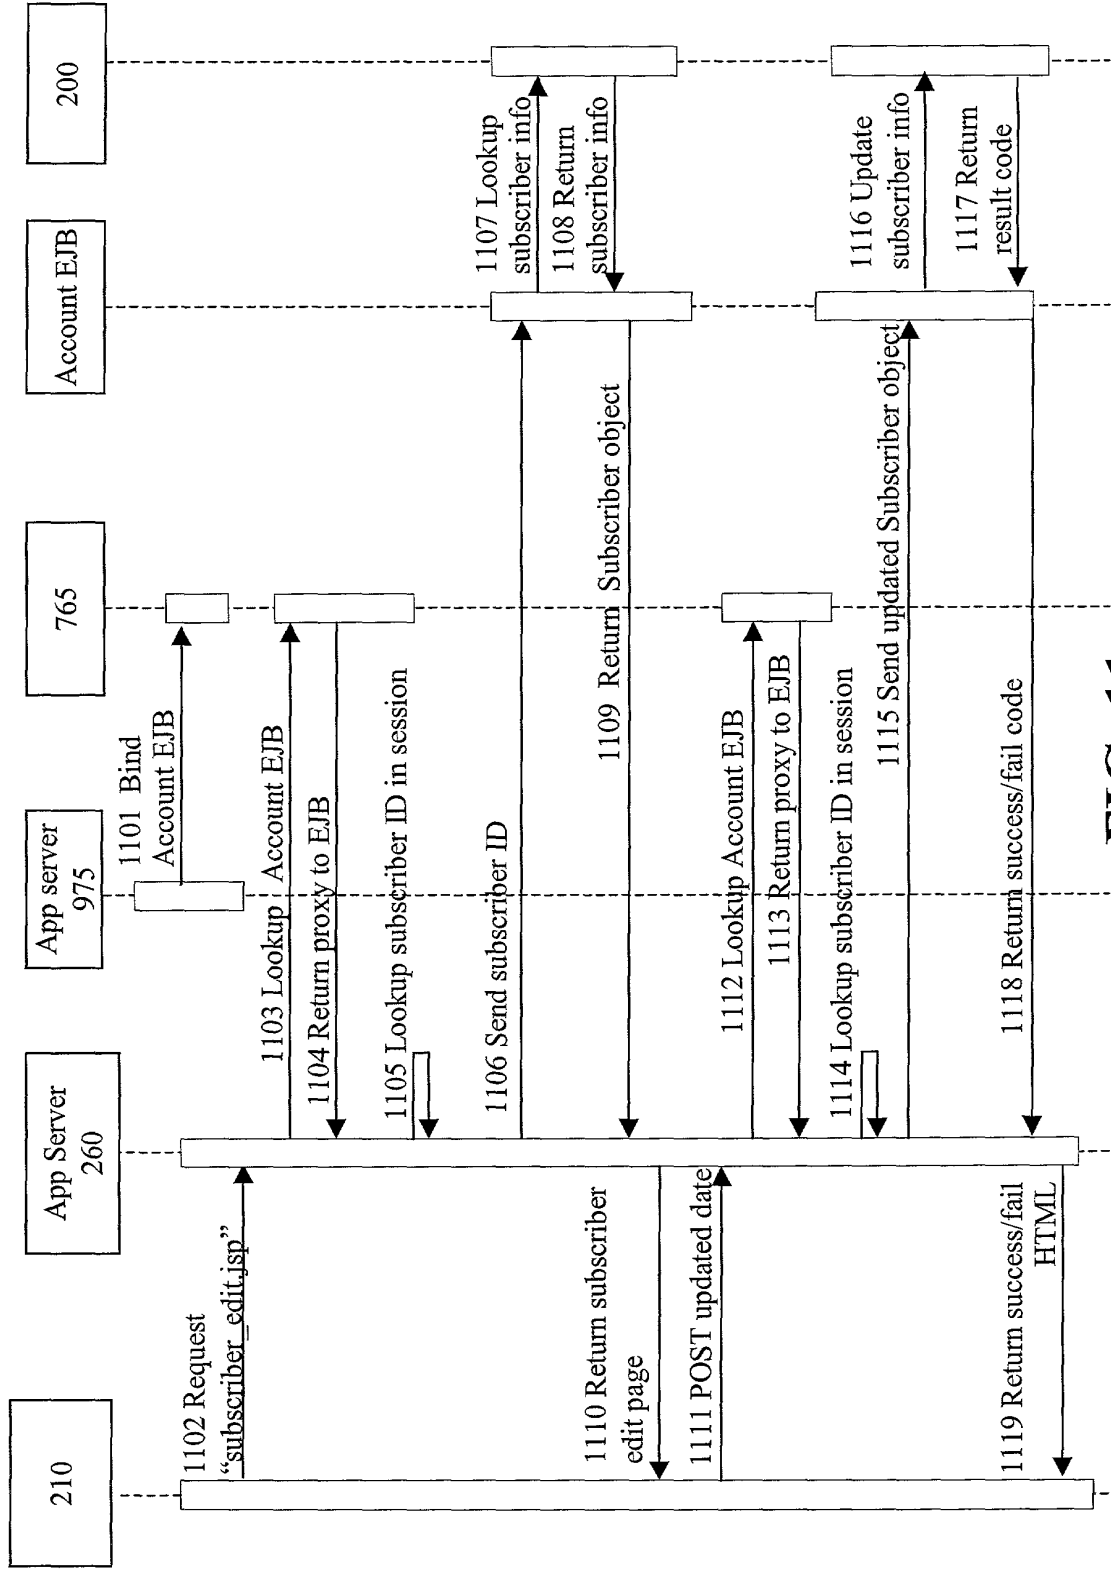 210
App Server
260
App server
975
765
Account EJB
200
1101 Bind
Account EJB
1102 Request
“subscriber_edit.jsp”
1103 Lookup Account EJB
1104 Return proxy to EJB
1105 Lookup subscriber ID in session
1106 Send subscriber ID
1107 Lookup
subscriber info
1108 Return
subscriber info
1109 Return Subscriber object
1110 Return subscriber
edit page
1111 POST updated date
1112 Lookup Account EJB
1113 Return proxy to EJB
1114 Lookup subscriber ID in session
1115 Send updated Subscriber object
1116 Update
subscriber info
1117 Return
result code
1118 Return success/fail code
1119 Return success/fail
HTML